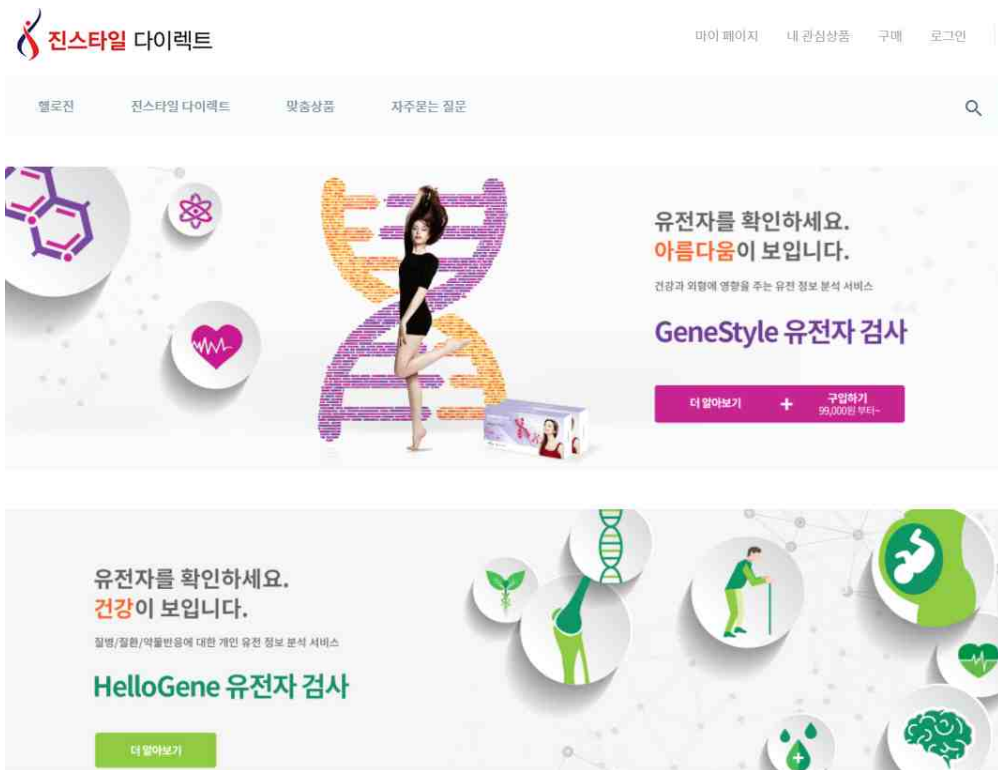 진스타일 다이렉트
마이 페이지 내 관심상품 구매 로그인
헬로진 진스타일 다이렉트 맞춤상품 자주묻는 질문
유전자를 확인하세요.
아름다움이 보입니다.
건강과 외형에 영향을 주는 유전 정보 분석 서비스
GeneStyle 유전자 검사
더 알아보기 + 구입하기
99,000원 부터~
유전자를 확인하세요.
건강이 보입니다.
질병/질환/약물반응에 대한 개인 유전 정보 분석 서비스
HelloGene 유전자 검사
더 알아보기